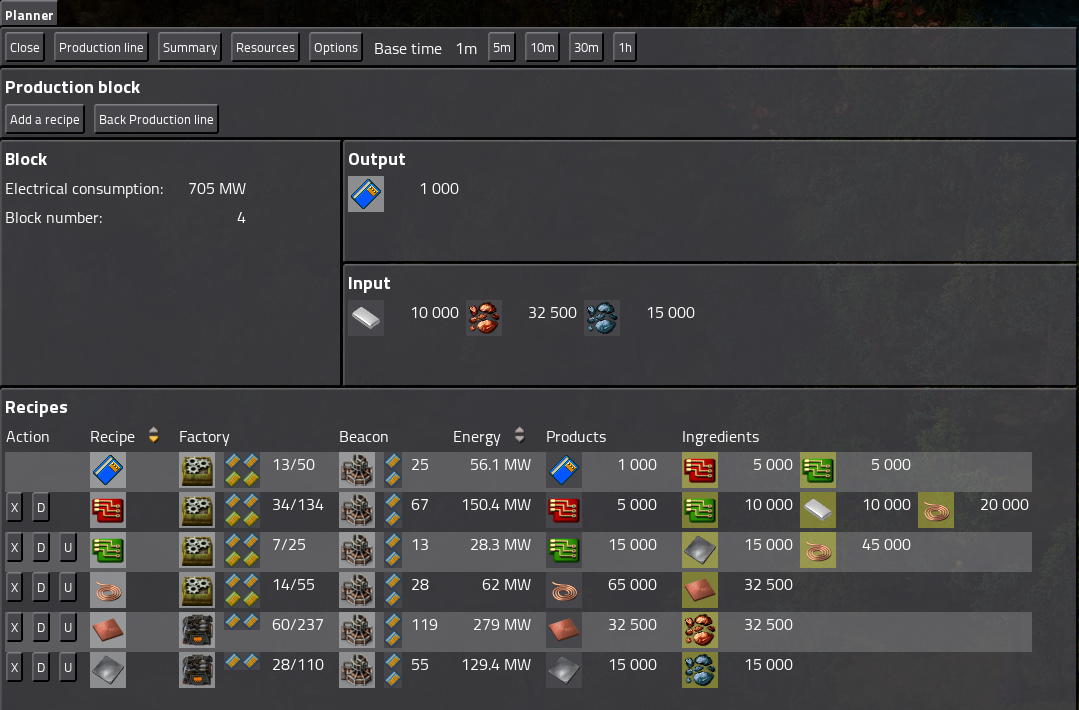 Planner
Close Production line Summary Resources Options Base time 1m 5m 10m 30m 1h
Production block
Add a recipe Back Production line
Block
Electrical consumption: 705 MW
Block number: 4
Output
1 000
Input
10 000 32 500 15 000
Recipes
Action Recipe Factory Beacon Energy Products Ingredients
13/50 25 56.1 MW 1 000 5 000 5 000
X D 34/134 67 150.4 MW 5 000 10 000 10 000 20 000
X D U 7/25 13 28.3 MW 15 000 15 000 45 000
X D U 14/55 28 62 MW 65 000 32 500
X D U 60/237 119 279 MW 32 500 32 500
X D U 28/110 55 129.4 MW 15 000 15 000